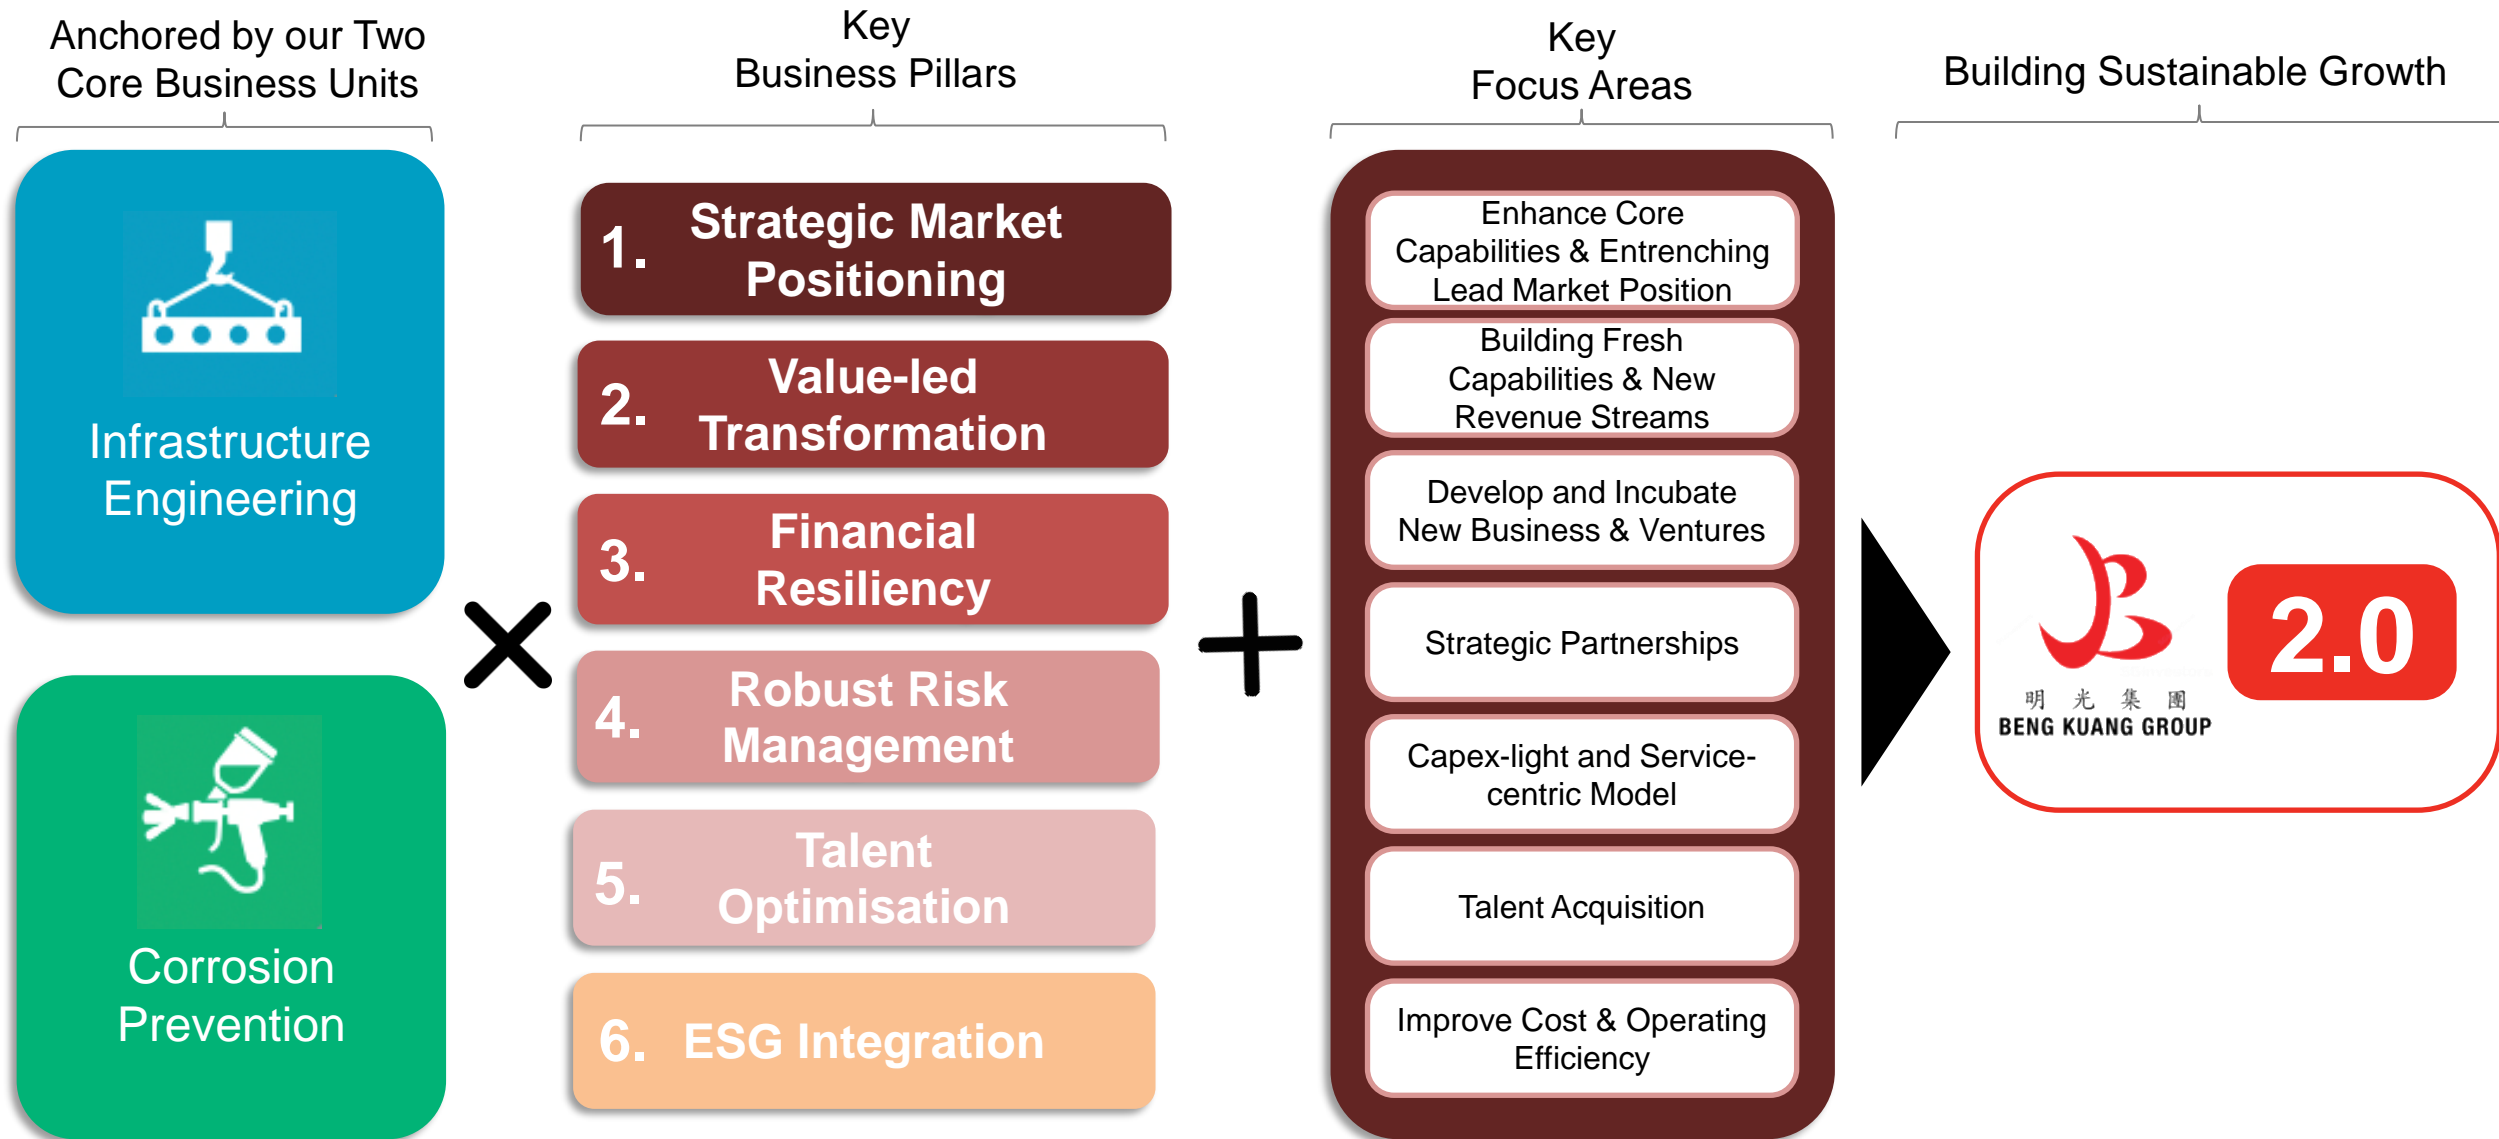 Anchored by our Two
Core Business Units
Infrastructure
Engineering
Corrosion
Prevention
Key
Business Pillars
1. Strategic Market
Positioning
2. Value-led
Transformation
3. Financial
Resiliency
4. Robust Risk
Management
5. Talent
Optimisation
6. ESG Integration
Key
Focus Areas
Enhance Core
Capabilities & Entrenching
Lead Market Position
Building Fresh
Capabilities & New
Revenue Streams
Develop and Incubate
New Business & Ventures
Strategic Partnerships
Capex-light and Service-
centric Model
Talent Acquisition
Improve Cost & Operating
Efficiency
Building Sustainable Growth
明光集團
BENG KUANG GROUP
2.0